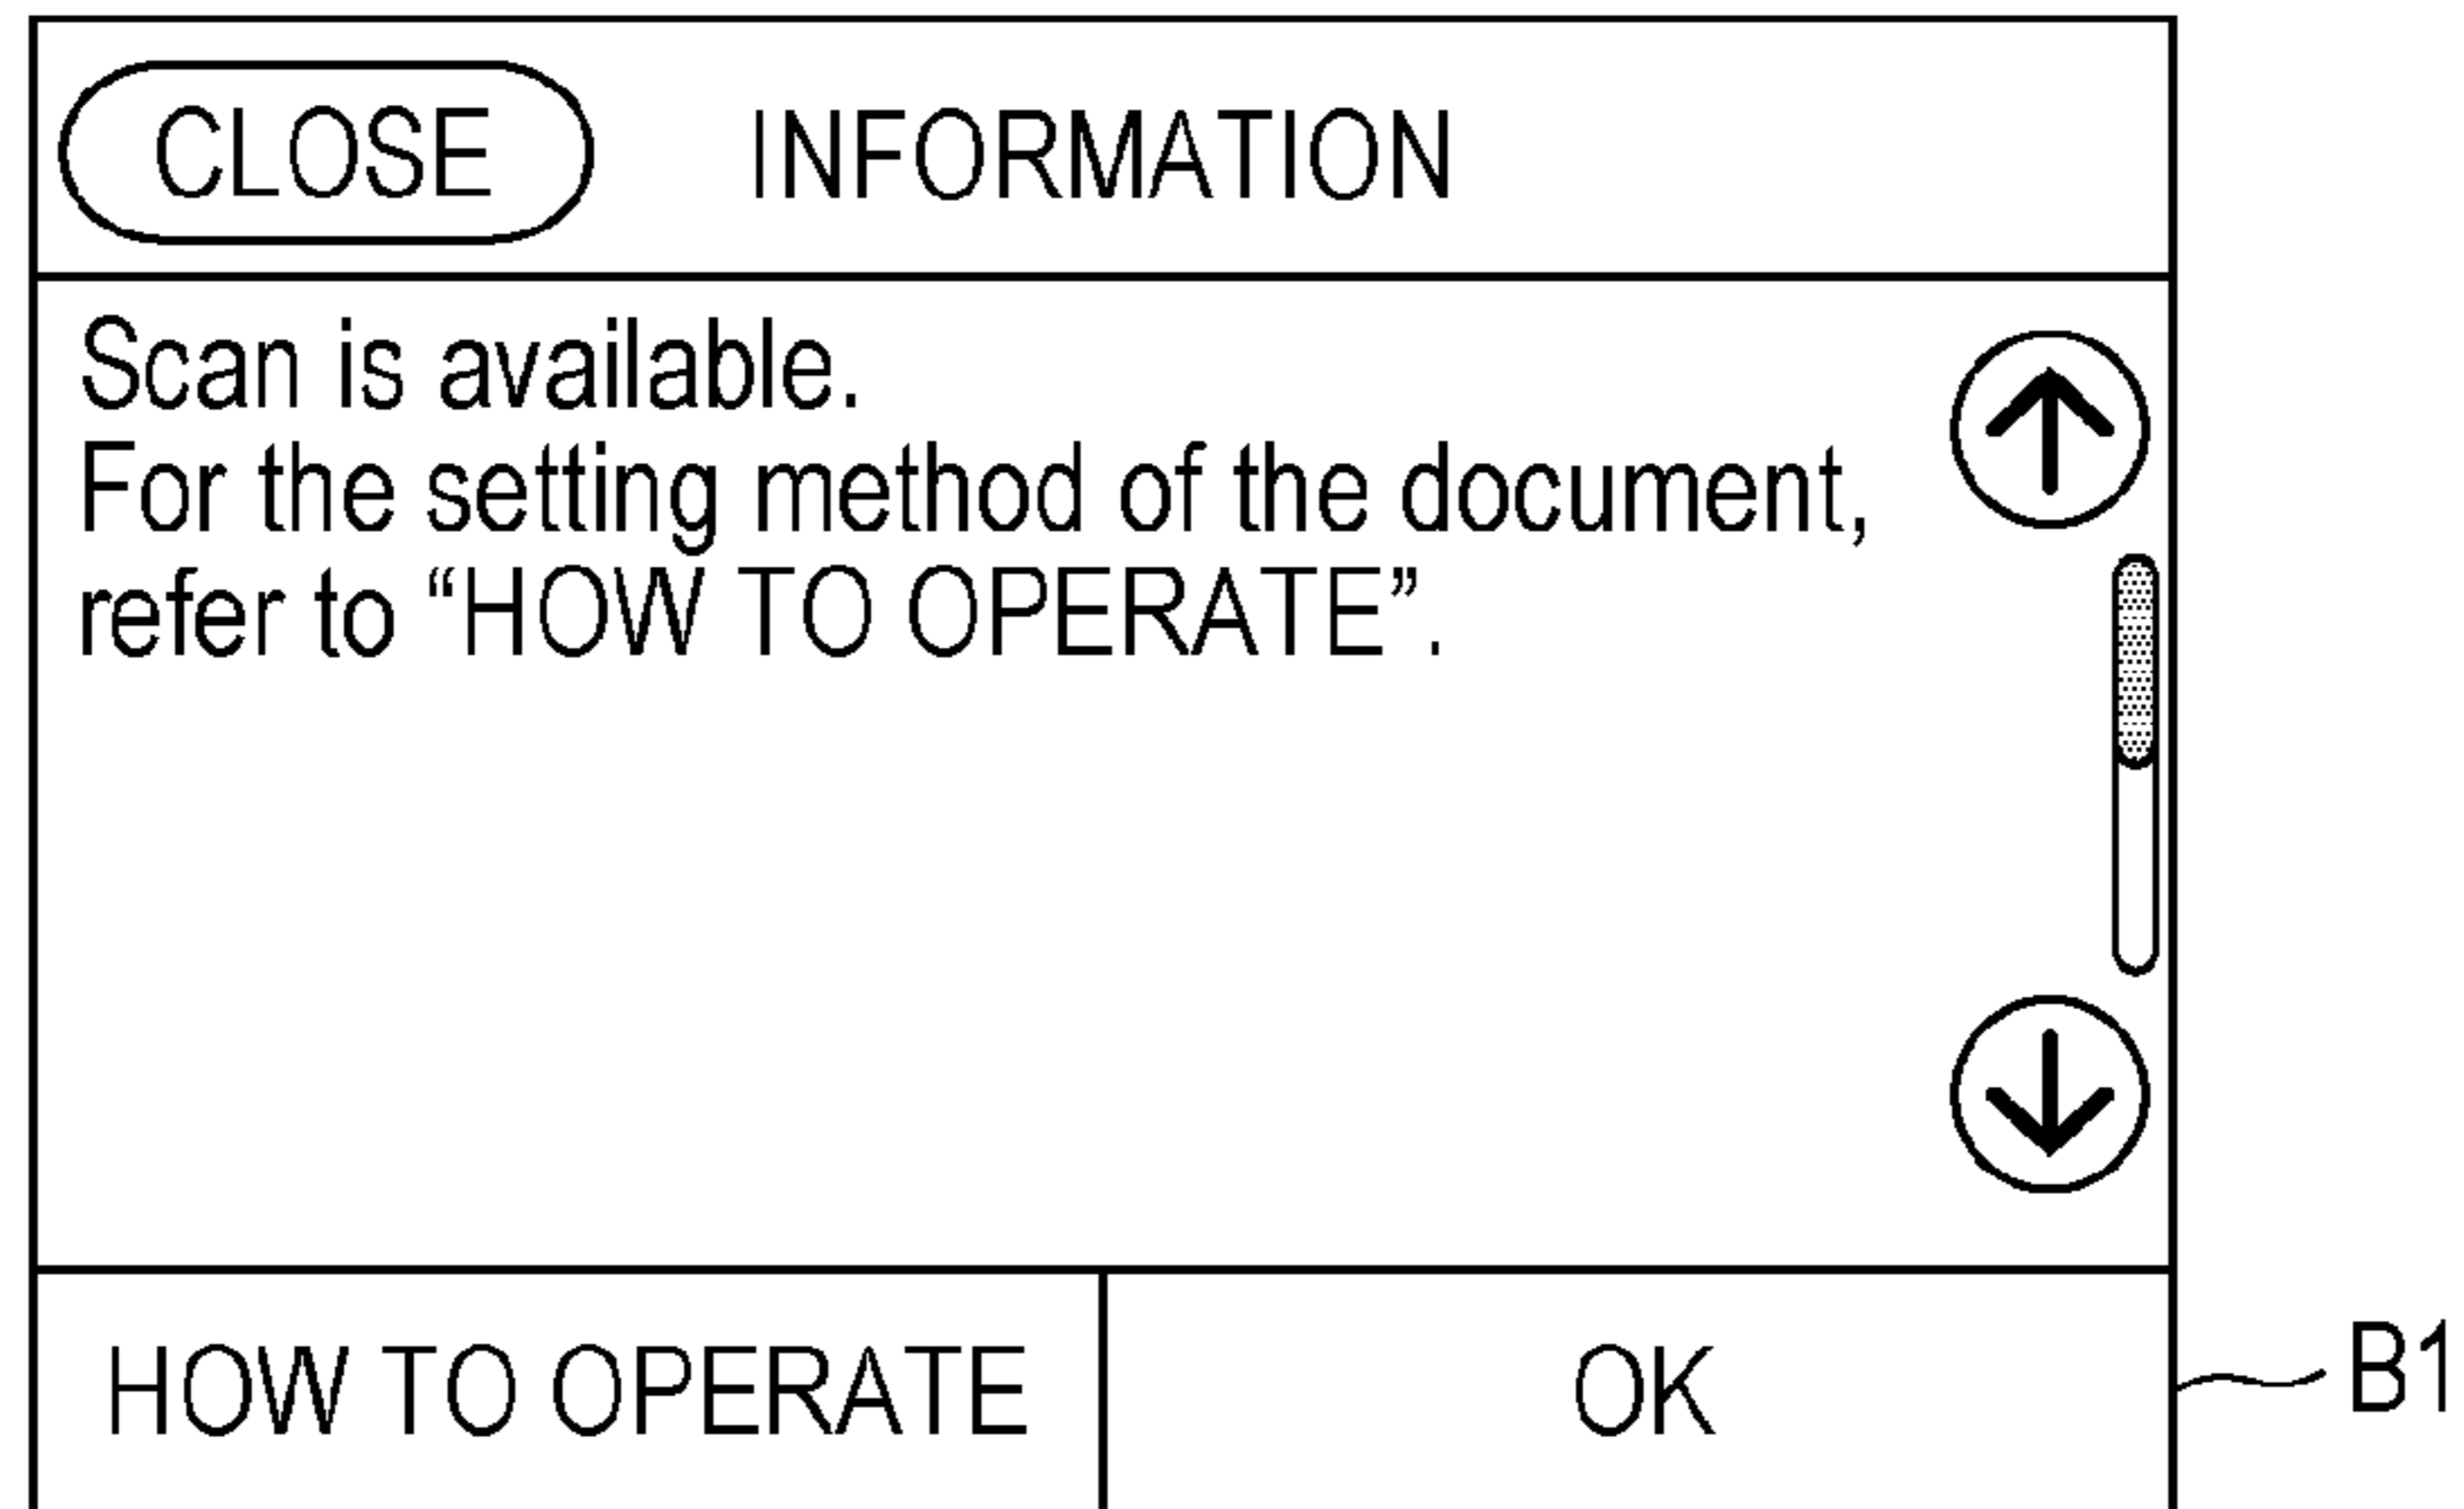 CLOSE INFORMATION
Scan is available.
For the setting method of the document,
refer to “HOW TO OPERATE”.
HOW TO OPERATE OK B1